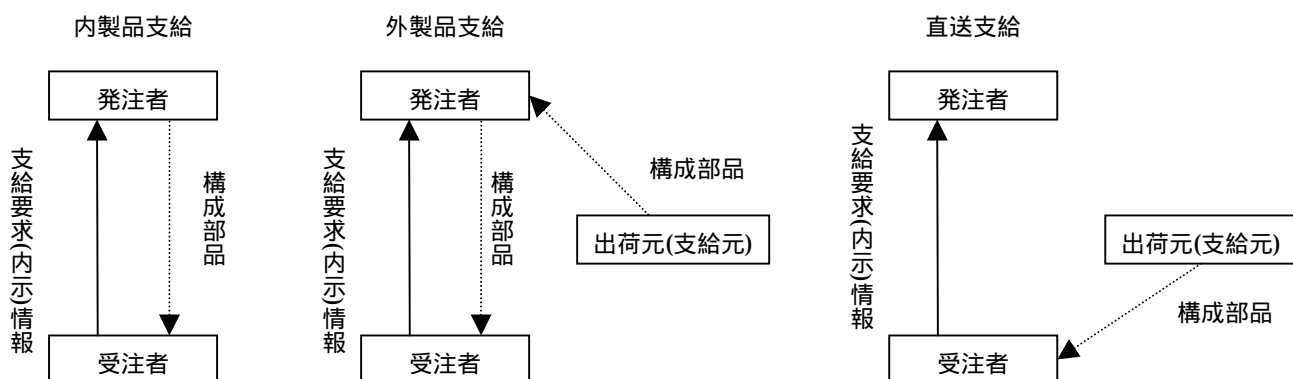 内製品支給
発注者
支給要求(内示)情報
構成部品
受注者
外製品支給
発注者
支給要求(内示)情報
構成部品
構成部品
出荷元(支給元)
受注者
直送支給
発注者
支給要求(内示)情報
出荷元(支給元)
構成部品
受注者